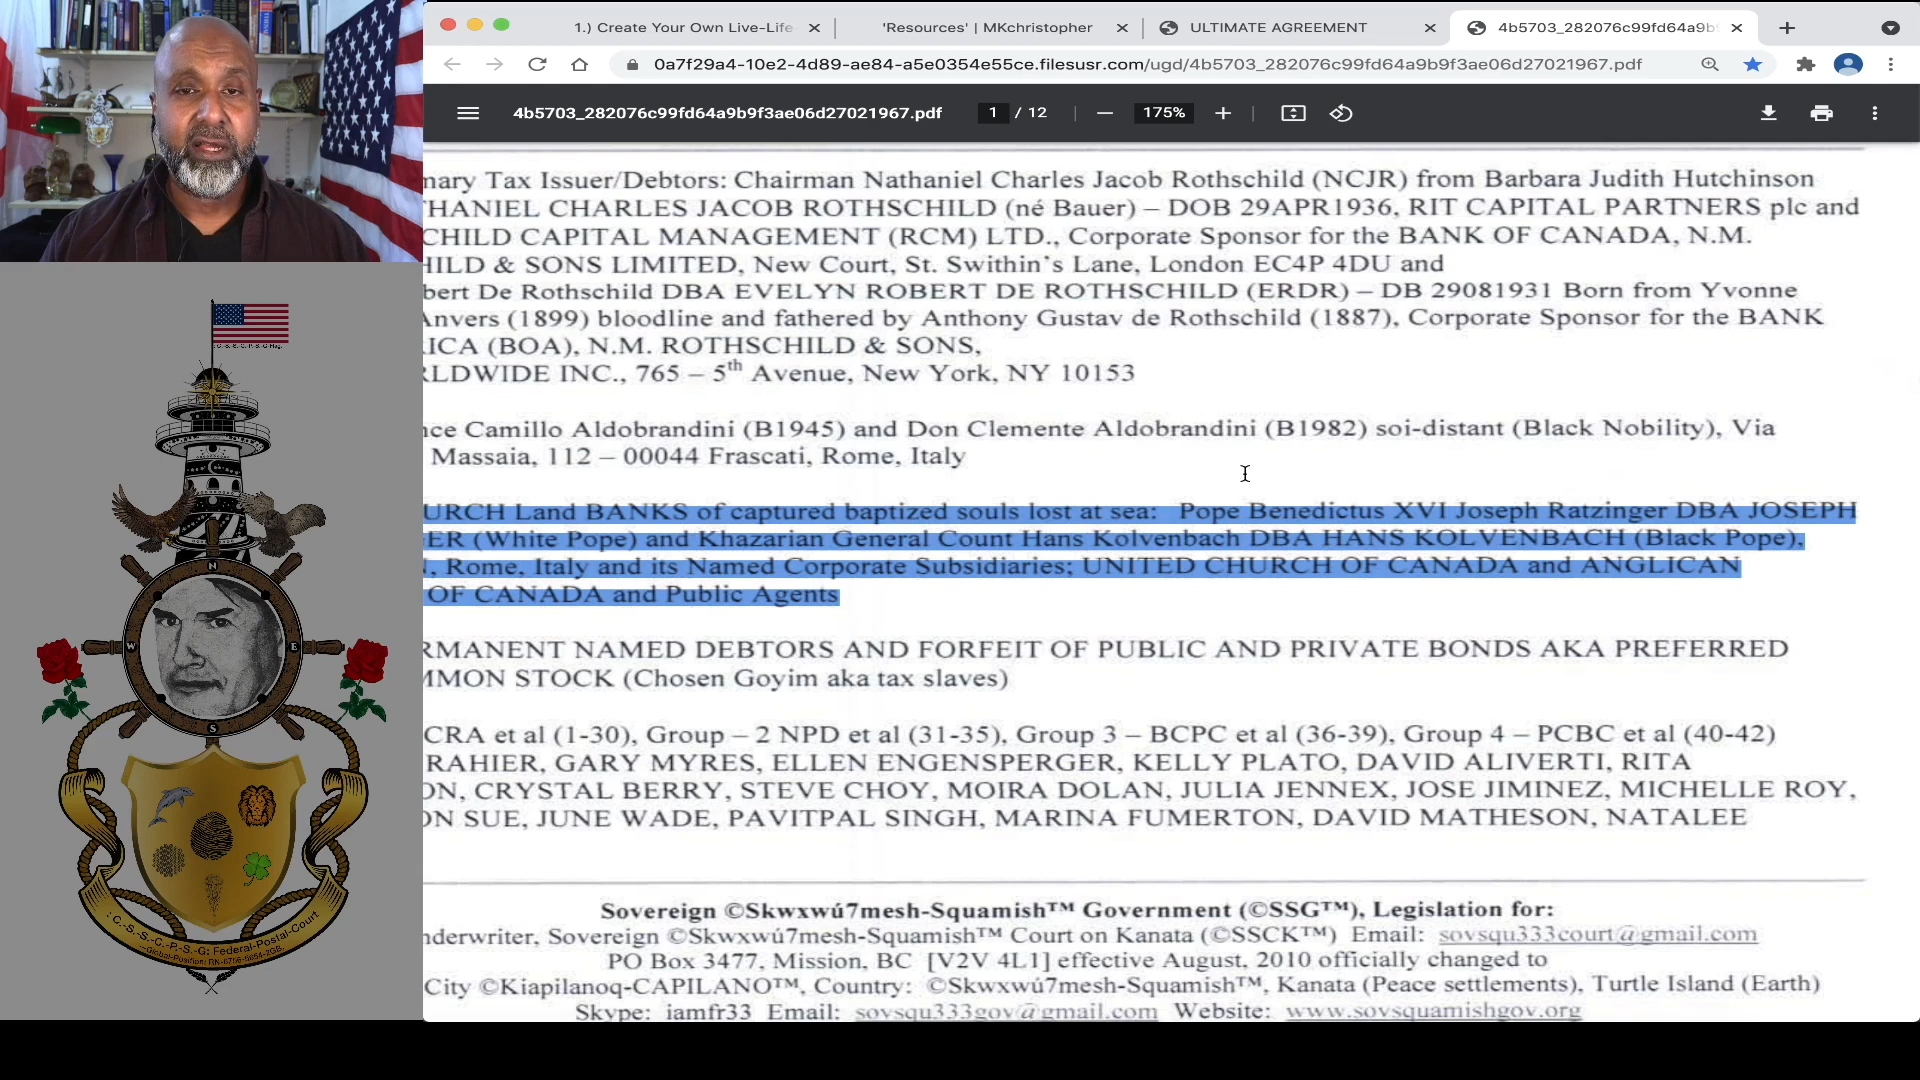 1.) Create Your Own Live-Life
'Resources' | MKchristopher
ULTIMATE AGREEMENT
4b5703_282076c99fd64a9b9
0a7f29a4-10e2-4d89-ae84-a5e0354e55ce.filesusr.com/ugd/4b5703_282076c99fd64a9b9f3ae06d27021967.pdf
4b5703_282076c99fd64a9b9f3ae06d27021967.pdf
1 / 12
175%
nary Tax Issuer/Debtors: Chairman Nathaniel Charles Jacob Rothschild (NCJR) from Barbara Judith Hutchinson
THANIEL CHARLES JACOB ROTHSCHILD (né Bauer) – DOB 29APR1936, RIT CAPITAL PARTNERS plc and
CHILD CAPITAL MANAGEMENT (RCM) LTD., Corporate Sponsor for the BANK OF CANADA, N.M.
HILD & SONS LIMITED, New Court, St. Swithin's Lane, London EC4P 4DU and
bert De Rothschild DBA EVELYN ROBERT DE ROTHSCHILD (ERDR) – DB 29081931 Born from Yvonne
Anvers (1899) bloodline and fathered by Anthony Gustav de Rothschild (1887), Corporate Sponsor for the BANK
RICA (BOA), N.M. ROTHSCHILD & SONS,
RLDWIDE INC., 765 – 5th Avenue, New York, NY 10153
nce Camillo Aldobrandini (B1945) and Don Clemente Aldobrandini (B1982) soi-distant (Black Nobility), Via
Massaia, 112 – 00044 Frascati, Rome, Italy
URCH Land BANKS of captured baptized souls lost at sea: Pope Benedictus XVI Joseph Ratzinger DBA JOSEPH
ER (White Pope) and Khazarian General Count Hans Kolvenbach DBA HANS KOLVENBACH (Black Pope),
, Rome, Italy and its Named Corporate Subsidiaries; UNITED CHURCH OF CANADA and ANGLICAN
OF CANADA and Public Agents
RMANENT NAMED DEBTORS AND FORFEIT OF PUBLIC AND PRIVATE BONDS AKA PREFERRED
MMON STOCK (Chosen Goyim aka tax slaves)
CRA et al (1-30), Group – 2 NPD et al (31-35), Group 3 – BCPC et al (36-39), Group 4 – PCBC et al (40-42)
RAHIER, GARY MYRES, ELLEN ENGENSPERGER, KELLY PLATO, DAVID ALIVERTI, RITA
ON, CRYSTAL BERRY, STEVE CHOY, MOIRA DOLAN, JULIA JENNEX, JOSE JIMINEZ, MICHELLE ROY,
ON SUE, JUNE WADE, PAVITPAL SINGH, MARINA FUMERTON, DAVID MATHESON, NATALEE
Sovereign ©Skwxwú7mesh-Squamish™ Government (©SSG™), Legislation for:
nderwriter, Sovereign ©Skwxwú7mesh-Squamish™ Court on Kanata (©SSCK™) Email: sovsqu333court@gmail.com
PO Box 3477, Mission, BC [V2V 4L1] effective August, 2010 officially changed to
City ©Kiapilanoq-CAPILANO™, Country: ©Skwxwú7mesh-Squamish™, Kanata (Peace settlements), Turtle Island (Earth)
Skype: iamfr33 Email: sovsqu333gov@gmail.com Website: www.sovsquamishgov.org
N
W
E
S
: C.-S.-S.-C.-P.-S.-G: Federal-Postal-Court